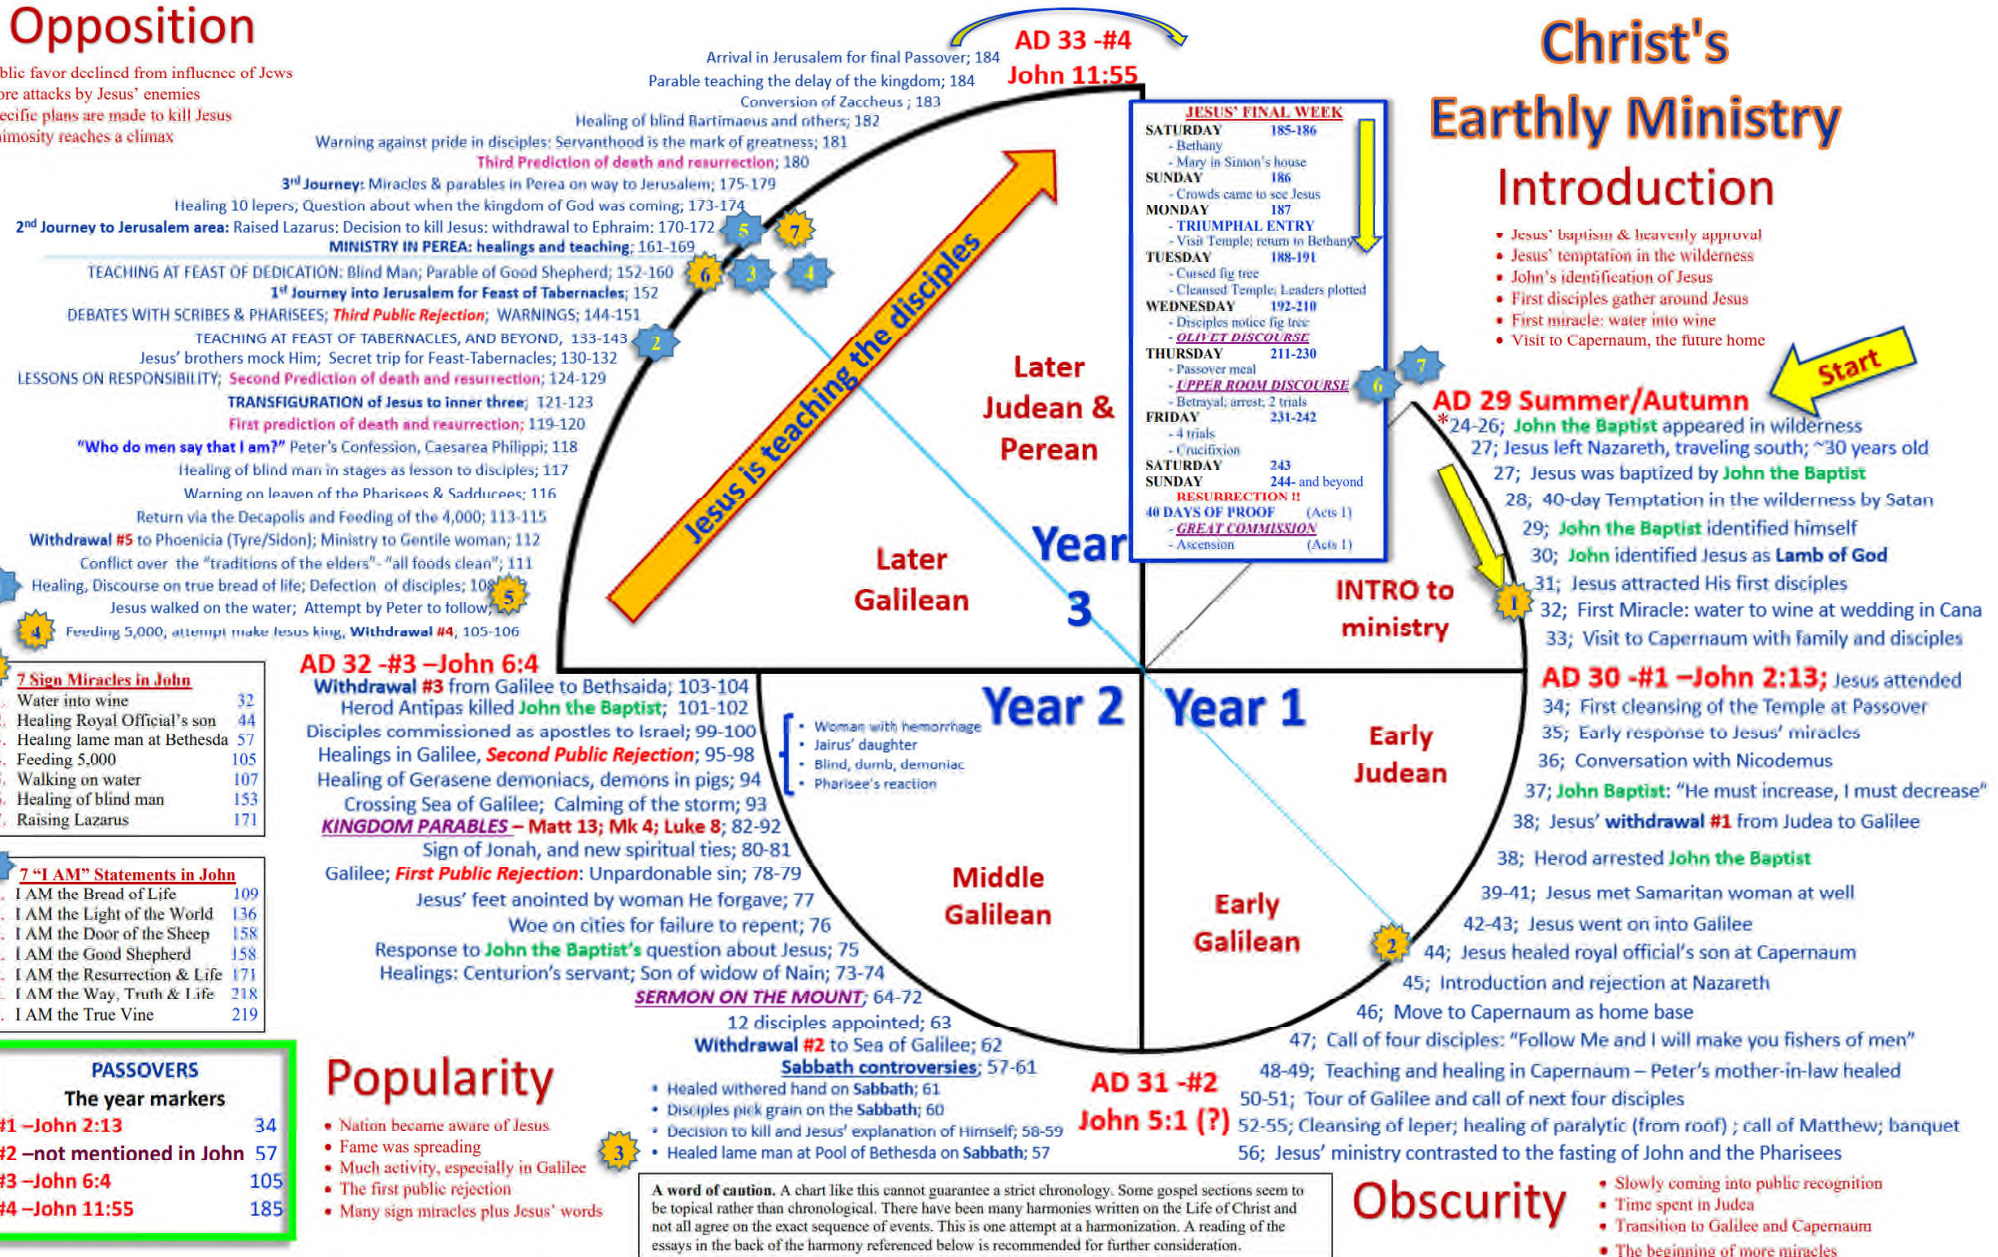 Opposition
blic favor declined from influence of Jews
ore attacks by Jesus' enemies
ecific plans are made to kill Jesus
nimosity reaches a climax
AD 33 -#4
John 11:55
Arrival in Jerusalem for final Passover; 184
Parable teaching the delay of the kingdom; 184
Conversion of Zaccheus ; 183
Healing of blind Bartimaeus and others; 182
Warning against pride in disciples; Servanthood is the mark of greatness; 181
Third Prediction of death and resurrection; 180
3rd Journey: Miracles & parables in Perea on way to Jerusalem; 175-179
Healing 10 lepers; Question about when the kingdom of God was coming; 173-174
2nd Journey to Jerusalem area: Raised Lazarus: Decision to kill Jesus: withdrawal to Ephraim: 170-172
5
7
MINISTRY IN PEREA: healings and teaching; 161-169
TEACHING AT FEAST OF DEDICATION: Blind Man; Parable of Good Shepherd; 152-160
6
3
4
1st Journey into Jerusalem for Feast of Tabernacles; 152
DEBATES WITH SCRIBES & PHARISEES; Third Public Rejection; WARNINGS; 144-151
TEACHING AT FEAST OF TABERNACLES, AND BEYOND, 133-143
2
Jesus' brothers mock Him; Secret trip for Feast-Tabernacles; 130-132
LESSONS ON RESPONSIBILITY; Second Prediction of death and resurrection; 124-129
TRANSFIGURATION of Jesus to inner three; 121-123
First prediction of death and resurrection; 119-120
"Who do men say that I am?" Peter's Confession, Caesarea Philippi; 118
Healing of blind man in stages as lesson to disciples; 117
Warning on leaven of the Pharisees & Sadducees; 116
Return via the Decapolis and Feeding of the 4,000; 113-115
Withdrawal #5 to Phoenicia (Tyre/Sidon); Ministry to Gentile woman; 112
Conflict over the "traditions of the elders"- "all foods clean"; 111
Healing, Discourse on true bread of life; Defection of disciples; 108
5
Jesus walked on the water; Attempt by Peter to follow;
4
Feeding 5,000, attempt make Jesus king, Withdrawal #4, 105-106
Jesus is teaching the disciples
Later
Judean &
Perean
Later
Galilean
Year
3
JESUS' FINAL WEEK
SATURDAY 185-186
- Bethany
- Mary in Simon's house
SUNDAY 186
- Crowds came to see Jesus
MONDAY 187
- TRIUMPHAL ENTRY
- Visit Temple; return to Bethany
TUESDAY 188-191
- Cursed fig tree
- Cleansed Temple; Leaders plotted
WEDNESDAY 192-210
- Disciples notice fig tree
- OLIVET DISCOURSE
THURSDAY 211-230
- Passover meal
- UPPER ROOM DISCOURSE
- Betrayal; arrest; 2 trials
FRIDAY 231-242
- 4 trials
- Crucifixion
SATURDAY 243
SUNDAY 244- and beyond
RESURRECTION !!
40 DAYS OF PROOF (Acts 1)
- GREAT COMMISSION
- Ascension (Acts 1)
6
7
Christ's
Earthly Ministry
Introduction
• Jesus' baptism & heavenly approval
• Jesus' temptation in the wilderness
• John's identification of Jesus
• First disciples gather around Jesus
• First miracle: water into wine
• Visit to Capernaum, the future home
Start
AD 29 Summer/Autumn
*24-26; John the Baptist appeared in wilderness
27; Jesus left Nazareth, traveling south; ~30 years old
27; Jesus was baptized by John the Baptist
28; 40-day Temptation in the wilderness by Satan
29; John the Baptist identified himself
30; John identified Jesus as Lamb of God
31; Jesus attracted His first disciples
1
32; First Miracle: water to wine at wedding in Cana
33; Visit to Capernaum with family and disciples
INTRO to
ministry
AD 30 -#1 –John 2:13; Jesus attended
34; First cleansing of the Temple at Passover
35; Early response to Jesus' miracles
36; Conversation with Nicodemus
37; John Baptist: "He must increase, I must decrease"
38; Jesus' withdrawal #1 from Judea to Galilee
38; Herod arrested John the Baptist
39-41; Jesus met Samaritan woman at well
42-43; Jesus went on into Galilee
2
44; Jesus healed royal official's son at Capernaum
45; Introduction and rejection at Nazareth
46; Move to Capernaum as home base
47; Call of four disciples: "Follow Me and I will make you fishers of men"
48-49; Teaching and healing in Capernaum – Peter's mother-in-law healed
50-51; Tour of Galilee and call of next four disciples
52-55; Cleansing of leper; healing of paralytic (from roof) ; call of Matthew; banquet
56; Jesus' ministry contrasted to the fasting of John and the Pharisees
Year 1
Early
Judean
Early
Galilean
Year 2
Middle
Galilean
• Woman with hemorrhage
• Jairus' daughter
• Blind, dumb, demoniac
• Pharisee's reaction
AD 32 -#3 –John 6:4
Withdrawal #3 from Galilee to Bethsaida; 103-104
Herod Antipas killed John the Baptist; 101-102
Disciples commissioned as apostles to Israel; 99-100
Healings in Galilee, Second Public Rejection; 95-98
Healing of Gerasene demoniacs, demons in pigs; 94
Crossing Sea of Galilee; Calming of the storm; 93
KINGDOM PARABLES – Matt 13; Mk 4; Luke 8; 82-92
Sign of Jonah, and new spiritual ties; 80-81
Galilee; First Public Rejection: Unpardonable sin; 78-79
Jesus' feet anointed by woman He forgave; 77
Woe on cities for failure to repent; 76
Response to John the Baptist's question about Jesus; 75
Healings: Centurion's servant; Son of widow of Nain; 73-74
SERMON ON THE MOUNT; 64-72
12 disciples appointed; 63
Withdrawal #2 to Sea of Galilee; 62
Sabbath controversies; 57-61
• Healed withered hand on Sabbath; 61
• Disciples pick grain on the Sabbath; 60
• Decision to kill and Jesus' explanation of Himself; 58-59
• Healed lame man at Pool of Bethesda on Sabbath; 57
3
AD 31 -#2
John 5:1 (?)
7 Sign Miracles in John
Water into wine 32
Healing Royal Official's son 44
Healing lame man at Bethesda 57
Feeding 5,000 105
Walking on water 107
Healing of blind man 153
Raising Lazarus 171
7 "I AM" Statements in John
I AM the Bread of Life 109
I AM the Light of the World 136
I AM the Door of the Sheep 158
I AM the Good Shepherd 158
I AM the Resurrection & Life 171
I AM the Way, Truth & Life 218
I AM the True Vine 219
PASSOVERS
The year markers
#1 –John 2:13 34
#2 –not mentioned in John 57
#3 –John 6:4 105
#4 –John 11:55 185
Popularity
• Nation became aware of Jesus
• Fame was spreading
• Much activity, especially in Galilee
• The first public rejection
• Many sign miracles plus Jesus' words
A word of caution. A chart like this cannot guarantee a strict chronology. Some gospel sections seem to
be topical rather than chronological. There have been many harmonies written on the Life of Christ and
not all agree on the exact sequence of events. This is one attempt at a harmonization. A reading of the
essays in the back of the harmony referenced below is recommended for further consideration.
Obscurity
• Slowly coming into public recognition
• Time spent in Judea
• Transition to Galilee and Capernaum
• The beginning of more miracles